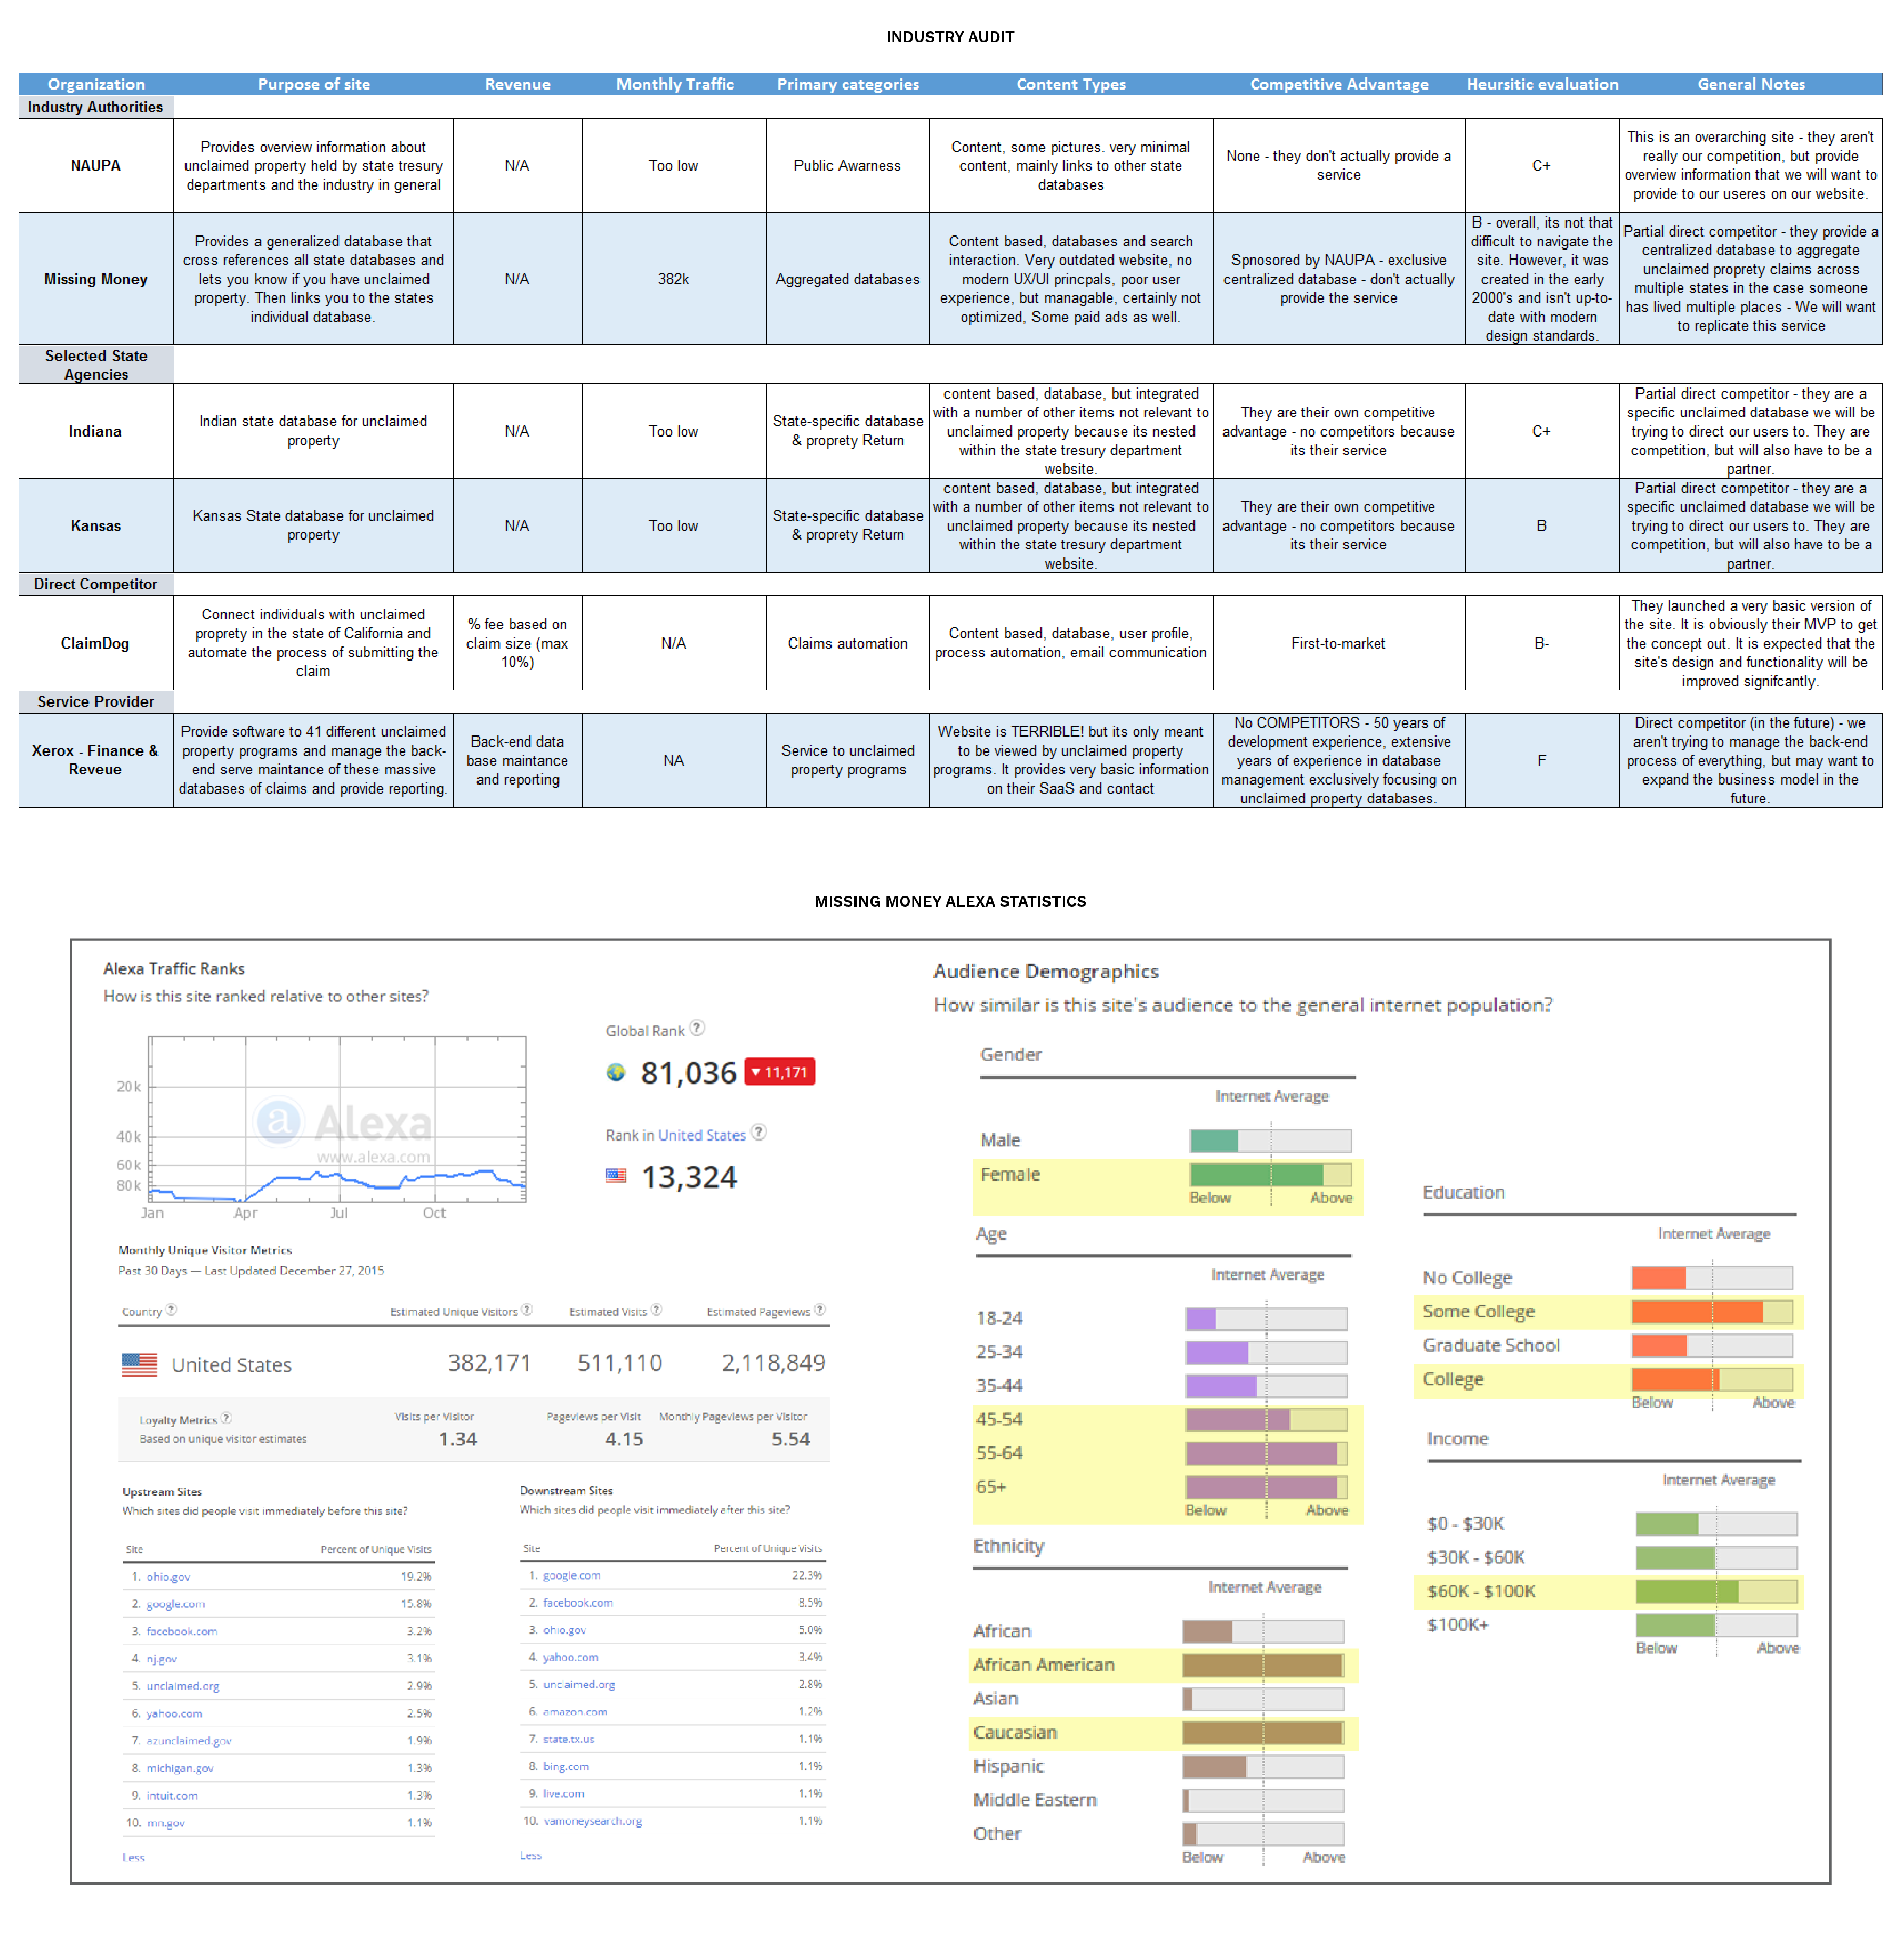 INDUSTRY AUDIT
Organization Purpose of site Revenue Monthly Traffic Primary categories Content Types Competitive Advantage Heursitic evaluation General Notes
Industry Authorities
NAUPA
Provides overview information about
unclaimed property held by state tresury
departments and the industry in general
N/A
Too low
Public Awarness
Content, some pictures. very minimal
content, mainly links to other state
databases
None - they don't actually provide a
service
C+
This is an overarching site - they aren't
really our competition, but provide
overview information that we will want to
provide to our useres on our website.
Missing Money
Provides a generalized database that
cross references all state databases and
lets you know if you have unclaimed
property. Then links you to the states
individual database.
N/A
382k
Aggregated databases
Content based, databases and search
interaction. Very outdated website, no
modern UX/UI princpals, poor user
experience, but managable, certainly not
optimized, Some paid ads as well.
Spnosored by NAUPA - exclusive
centralized database - don't actually
provide the service
B - overall, its not that
difficult to navigate the
site. However, it was
created in the early
2000's and isn't up-to-
date with modern
design standards.
Partial direct competitor - they provide a
centralized database to aggregate
unclaimed proprety claims across
multiple states in the case someone
has lived multiple places - We will want
to replicate this service
Selected State
Agencies
Indiana
Indian state database for unclaimed
property
N/A
Too low
State-specific database
& proprety Return
content based, database, but integrated
with a number of other items not relevant to
unclaimed property because its nested
within the state tresury department
website.
They are their own competitive
advantage - no competitors because
its their service
C+
Partial direct competitor - they are a
specific unclaimed database we will be
trying to direct our users to. They are
competition, but will also have to be a
partner.
Kansas
Kansas State database for unclaimed
property
N/A
Too low
State-specific database
& proprety Return
content based, database, but integrated
with a number of other items not relevant to
unclaimed property because its nested
within the state tresury department
website.
They are their own competitive
advantage - no competitors because
its their service
B
Partial direct competitor - they are a
specific unclaimed database we will be
trying to direct our users to. They are
competition, but will also have to be a
partner.
Direct Competitor
ClaimDog
Connect individuals with unclaimed
proprety in the state of California and
automate the process of submitting the
claim
% fee based on
claim size (max
10%)
N/A
Claims automation
Content based, database, user profile,
process automation, email communication
First-to-market
B-
They launched a very basic version of
the site. It is obviously their MVP to get
the concept out. It is expected that the
site's design and functionality will be
improved signifcantly.
Service Provider
Xerox - Finance &
Reveue
Provide software to 41 different unclaimed
property programs and manage the back-
end serve maintance of these massive
databases of claims and provide reporting.
Back-end data
base maintance
and reporting
NA
Service to unclaimed
property programs
Website is TERRIBLE! but its only meant
to be viewed by unclaimed property
programs. It provides very basic information
on their SaaS and contact
No COMPETITORS - 50 years of
development experience, extensive
years of experience in database
management exclusively focusing on
unclaimed property databases.
F
Direct competitor (in the future) - we
aren't trying to manage the back-end
process of everything, but may want to
expand the business model in the
future.
MISSING MONEY ALEXA STATISTICS
Alexa Traffic Ranks
How is this site ranked relative to other sites?
20k
40k
60k
80k
a Alexa
www.alexa.com
Jan Apr Jul Oct
Global Rank ?
81,036 ▼ 11,171
Rank in United States ?
13,324
Monthly Unique Visitor Metrics
Past 30 Days — Last Updated December 27, 2015
Country ? Estimated Unique Visitors ? Estimated Visits ? Estimated Pageviews ?
United States 382,171 511,110 2,118,849
Loyalty Metrics ? Visits per Visitor Pageviews per Visit Monthly Pageviews per Visitor
Based on unique visitor estimates 1.34 4.15 5.54
Upstream Sites
Which sites did people visit immediately before this site?
Site Percent of Unique Visits
1. ohio.gov 19.2%
2. google.com 15.8%
3. facebook.com 3.2%
4. nj.gov 3.1%
5. unclaimed.org 2.9%
6. yahoo.com 2.5%
7. azunclaimed.gov 1.9%
8. michigan.gov 1.3%
9. intuit.com 1.3%
10. mn.gov 1.1%
Less
Downstream Sites
Which sites did people visit immediately after this site?
Site Percent of Unique Visits
1. google.com 22.3%
2. facebook.com 8.5%
3. ohio.gov 5.0%
4. yahoo.com 3.4%
5. unclaimed.org 2.8%
6. amazon.com 1.2%
7. state.tx.us 1.1%
8. bing.com 1.1%
9. live.com 1.1%
10. vamoneysearch.org 1.1%
Less
Audience Demographics
How similar is this site's audience to the general internet population?
Gender
Internet Average
Male
Female
Below Above
Age
Internet Average
18-24
25-34
35-44
45-54
55-64
65+
Below Above
Ethnicity
Internet Average
African
African American
Asian
Caucasian
Hispanic
Middle Eastern
Other
Below Above
Education
Internet Average
No College
Some College
Graduate School
College
Below Above
Income
Internet Average
$0 - $30K
$30K - $60K
$60K - $100K
$100K+
Below Above